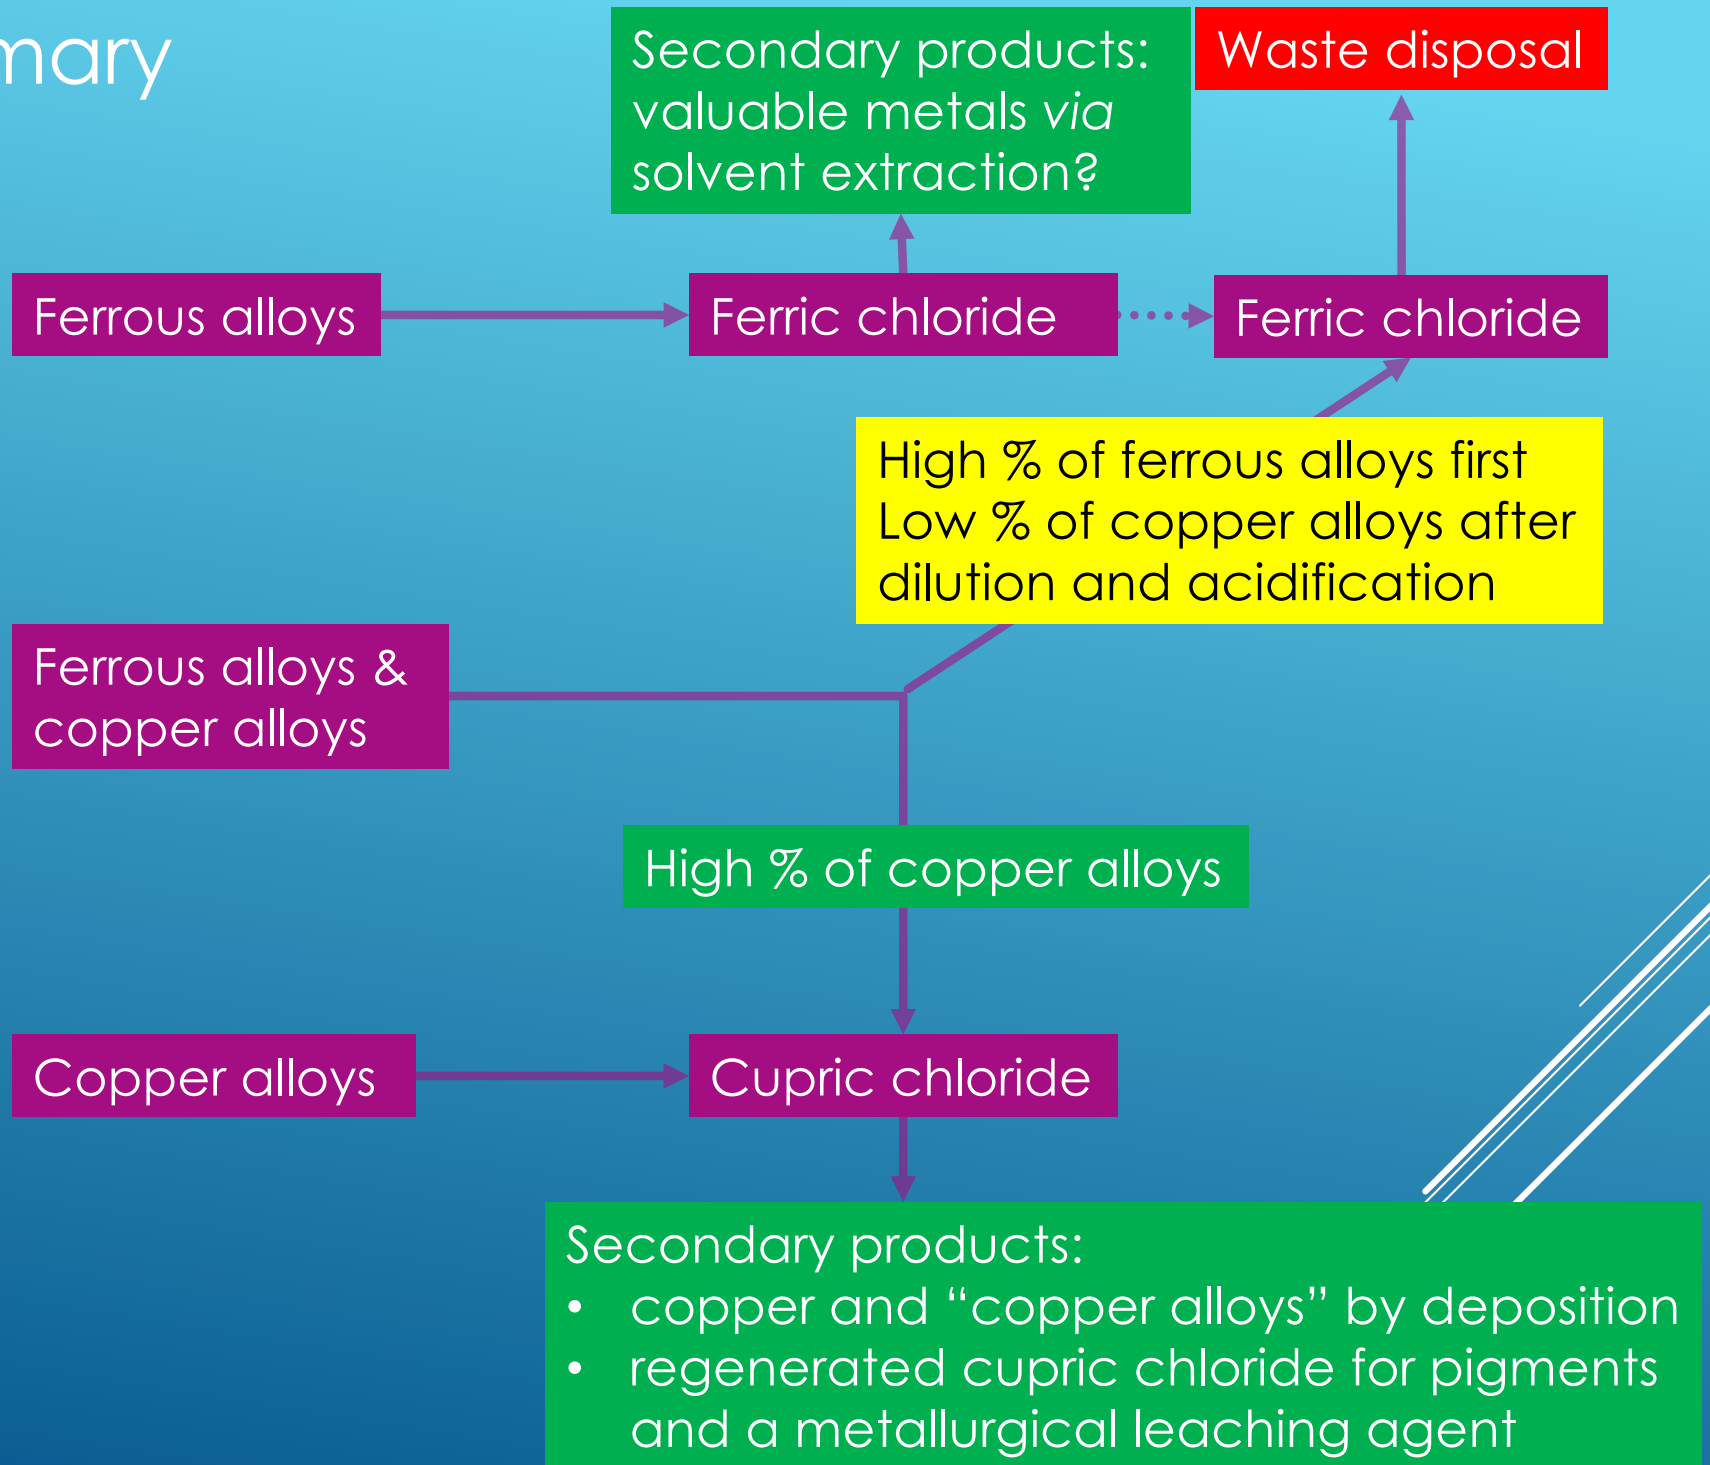 mary
Secondary products:
valuable metals via
solvent extraction?
Waste disposal
Ferrous alloys
Ferric chloride
Ferric chloride
High % of ferrous alloys first
Low % of copper alloys after
dilution and acidification
Ferrous alloys &
copper alloys
High % of copper alloys
Copper alloys
Cupric chloride
Secondary products:
• copper and “copper alloys” by deposition
• regenerated cupric chloride for pigments
and a metallurgical leaching agent